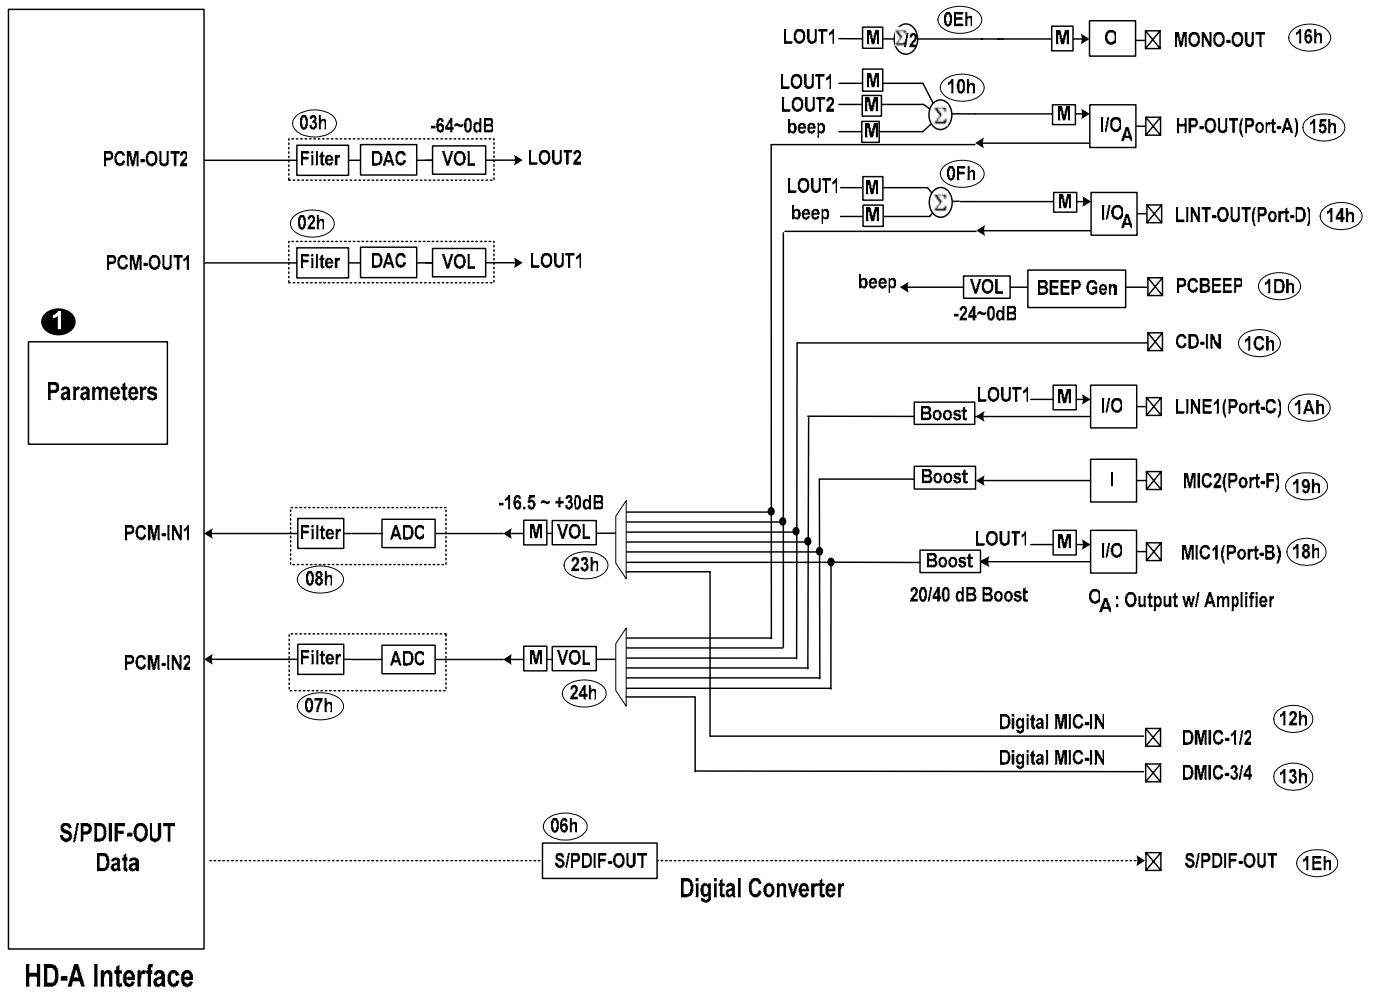 LOUT1 M Σ/2 0Eh M O MONO-OUT 16h
LOUT1 M
LOUT2 M Σ 10h M I/OA HP-OUT(Port-A) 15h
beep M
03h -64~0dB
PCM-OUT2 Filter DAC VOL LOUT2
LOUT1 M Σ 0Fh M I/OA LINT-OUT(Port-D) 14h
beep M
02h
PCM-OUT1 Filter DAC VOL LOUT1
beep VOL BEEP Gen PCBEEP 1Dh
-24~0dB
1
Parameters
CD-IN 1Ch
LOUT1 M I/O LINE1(Port-C) 1Ah
Boost
Boost I MIC2(Port-F) 19h
-16.5 ~ +30dB
PCM-IN1 Filter ADC M VOL
08h 23h
LOUT1 M I/O MIC1(Port-B) 18h
Boost
20/40 dB Boost
OA : Output w/ Amplifier
PCM-IN2 Filter ADC M VOL
07h 24h
Digital MIC-IN DMIC-1/2 12h
Digital MIC-IN DMIC-3/4 13h
S/PDIF-OUT
Data
06h
S/PDIF-OUT
S/PDIF-OUT 1Eh
Digital Converter
HD-A Interface